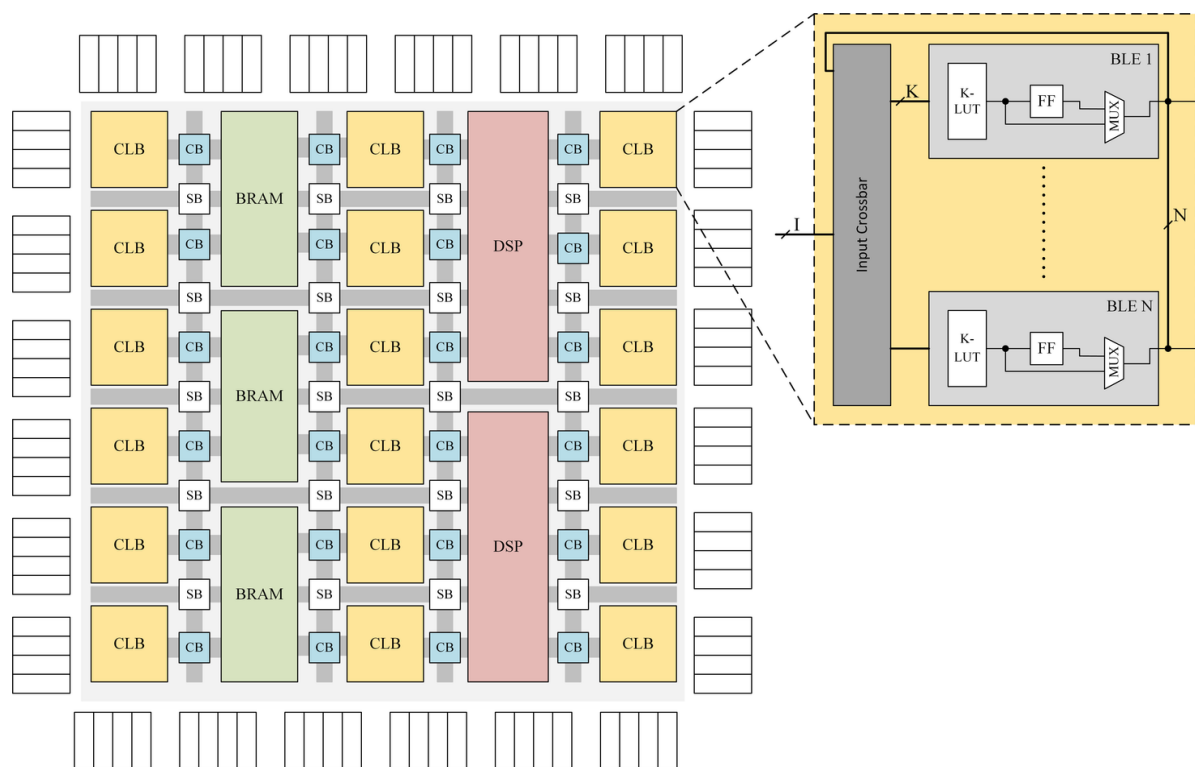 CLB CB CB CLB CB CB CLB
SB BRAM SB SB SB
CLB CB CB CLB CB DSP CB CLB
SB SB SB SB
CLB CB CB CLB CB CB CLB
SB BRAM SB SB SB
CLB CB CB CLB CB CB CLB
SB SB SB SB
CLB CB CB CLB CB DSP CB CLB
SB BRAM SB SB SB
CLB CB CB CLB CB CB CLB
BLE 1
K
K-
LUT
FF
MUX
I
Input Crossbar
N
BLE N
K-
LUT
FF
MUX